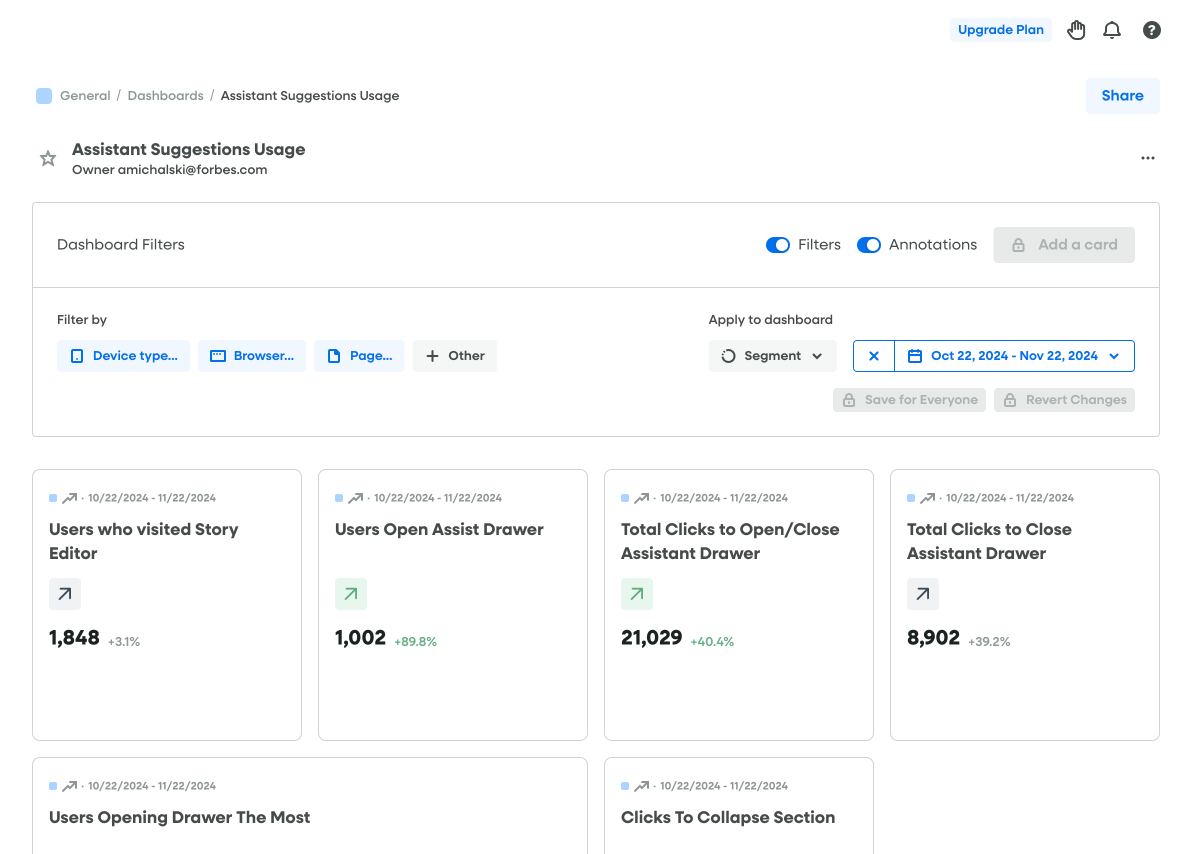 Upgrade Plan
General / Dashboards / Assistant Suggestions Usage
Share
Assistant Suggestions Usage
Owner amichalski@forbes.com
Dashboard Filters
Filters
Annotations
Add a card
Filter by
Apply to dashboard
Device type...
Browser...
Page...
Other
Segment
Oct 22, 2024 - Nov 22, 2024
Save for Everyone
Revert Changes
· 10/22/2024 - 11/22/2024
Users who visited Story
Editor
1,848 +3.1%
· 10/22/2024 - 11/22/2024
Users Open Assist Drawer
1,002 +89.8%
· 10/22/2024 - 11/22/2024
Total Clicks to Open/Close
Assistant Drawer
21,029 +40.4%
· 10/22/2024 - 11/22/2024
Total Clicks to Close
Assistant Drawer
8,902 +39.2%
· 10/22/2024 - 11/22/2024
Users Opening Drawer The Most
· 10/22/2024 - 11/22/2024
Clicks To Collapse Section